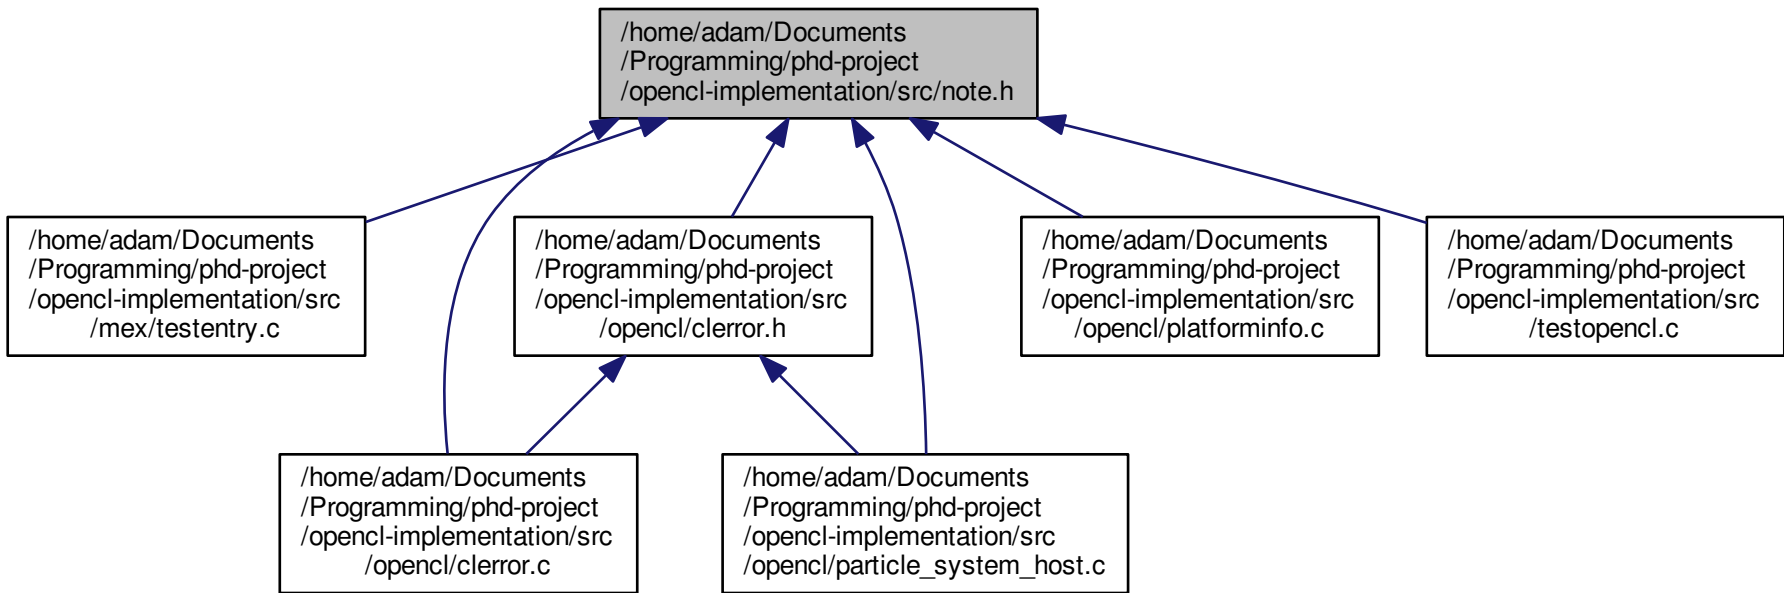 /home/adam/Documents
/Programming/phd-project
/opencl-implementation/src/note.h
/home/adam/Documents
/Programming/phd-project
/opencl-implementation/src
/mex/testentry.c
/home/adam/Documents
/Programming/phd-project
/opencl-implementation/src
/opencl/clerror.h
/home/adam/Documents
/Programming/phd-project
/opencl-implementation/src
/opencl/platforminfo.c
/home/adam/Documents
/Programming/phd-project
/opencl-implementation/src
/testopencl.c
/home/adam/Documents
/Programming/phd-project
/opencl-implementation/src
/opencl/clerror.c
/home/adam/Documents
/Programming/phd-project
/opencl-implementation/src
/opencl/particle_system_host.c